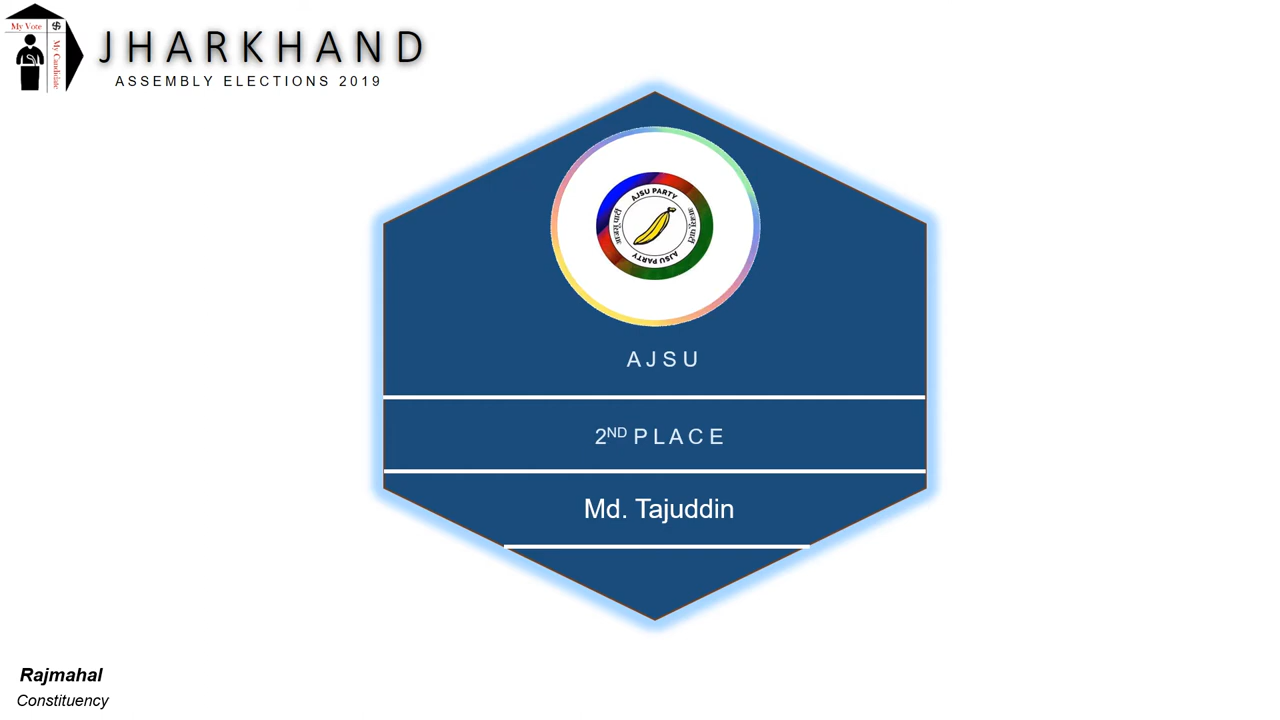 My Vote
My Candidate
JHARKHAND
ASSEMBLY ELECTIONS 2019
AJSU PARTY
AJSU PARTY
AJSU
2ND PLACE
Md. Tajuddin
Rajmahal
Constituency